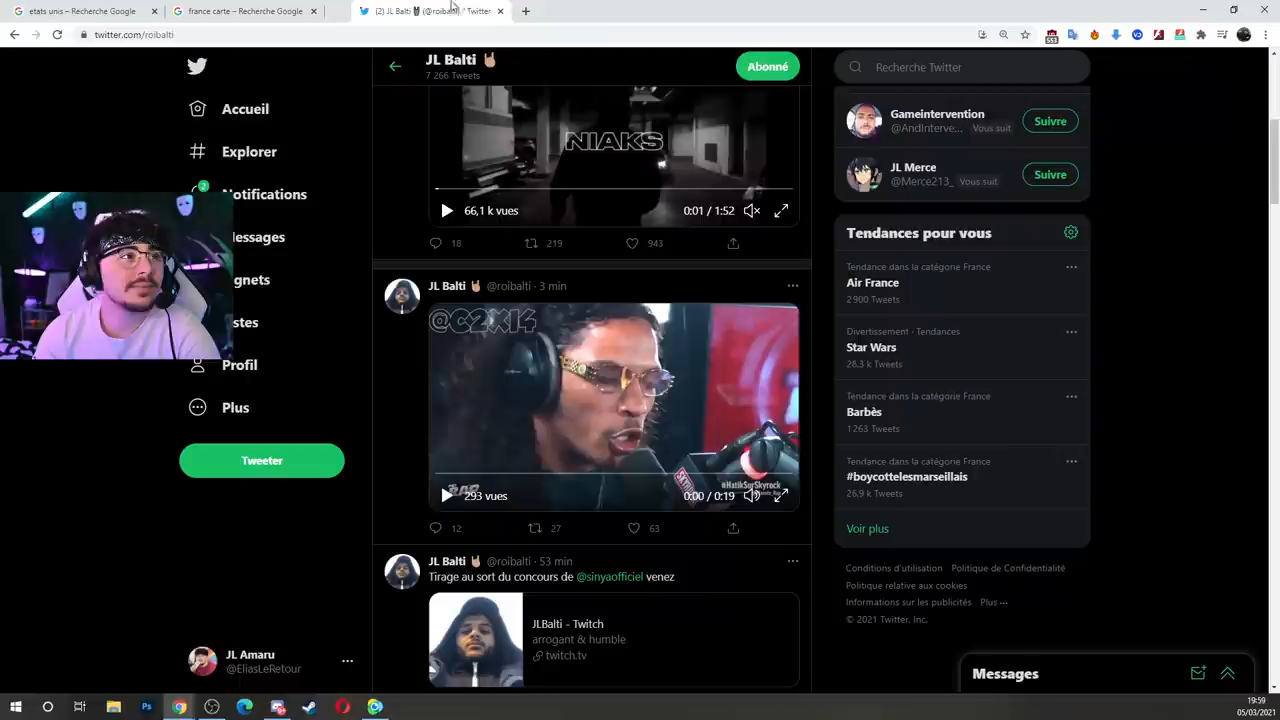 etats unis - Recherche Google
france carte – Recherche Google
(2) JL Balti (@roibalti) / Twitter
twitter.com/roibalti
JL Balti
7 266 Tweets
Abonné
Recherche Twitter
Accueil
Explorer
2
Notifications
Messages
gnets
stes
Profil
Plus
Tweeter
JL Amaru
@EliasLeRetour
NIAKS
66,1 k vues
0:01 / 1:52
18
219
943
JL Balti @roibalti · 3 min
@C2X14
SKYROCK
#HatikSurSkyrock
293 vues
0:00 / 0:19
12
27
63
JL Balti @roibalti · 53 min
Tirage au sort du concours de @sinyaofficiel venez
JLBalti - Twitch
arrogant & humble
twitch.tv
Gameintervention
@AndInterve... Vous suit
Suivre
JL Merce
@Merce213_ Vous suit
Suivre
Tendances pour vous
Tendance dans la catégorie France
Air France
2 900 Tweets
Divertissement · Tendances
Star Wars
28,3 k Tweets
Tendance dans la catégorie France
Barbès
1 263 Tweets
Tendance dans la catégorie France
#boycottelesmarseillais
26,9 k Tweets
Voir plus
Conditions d'utilisation Politique de Confidentialité
Politique relative aux cookies
Informations sur les publicités Plus ···
© 2021 Twitter, Inc.
Messages
19:59
05/03/2021